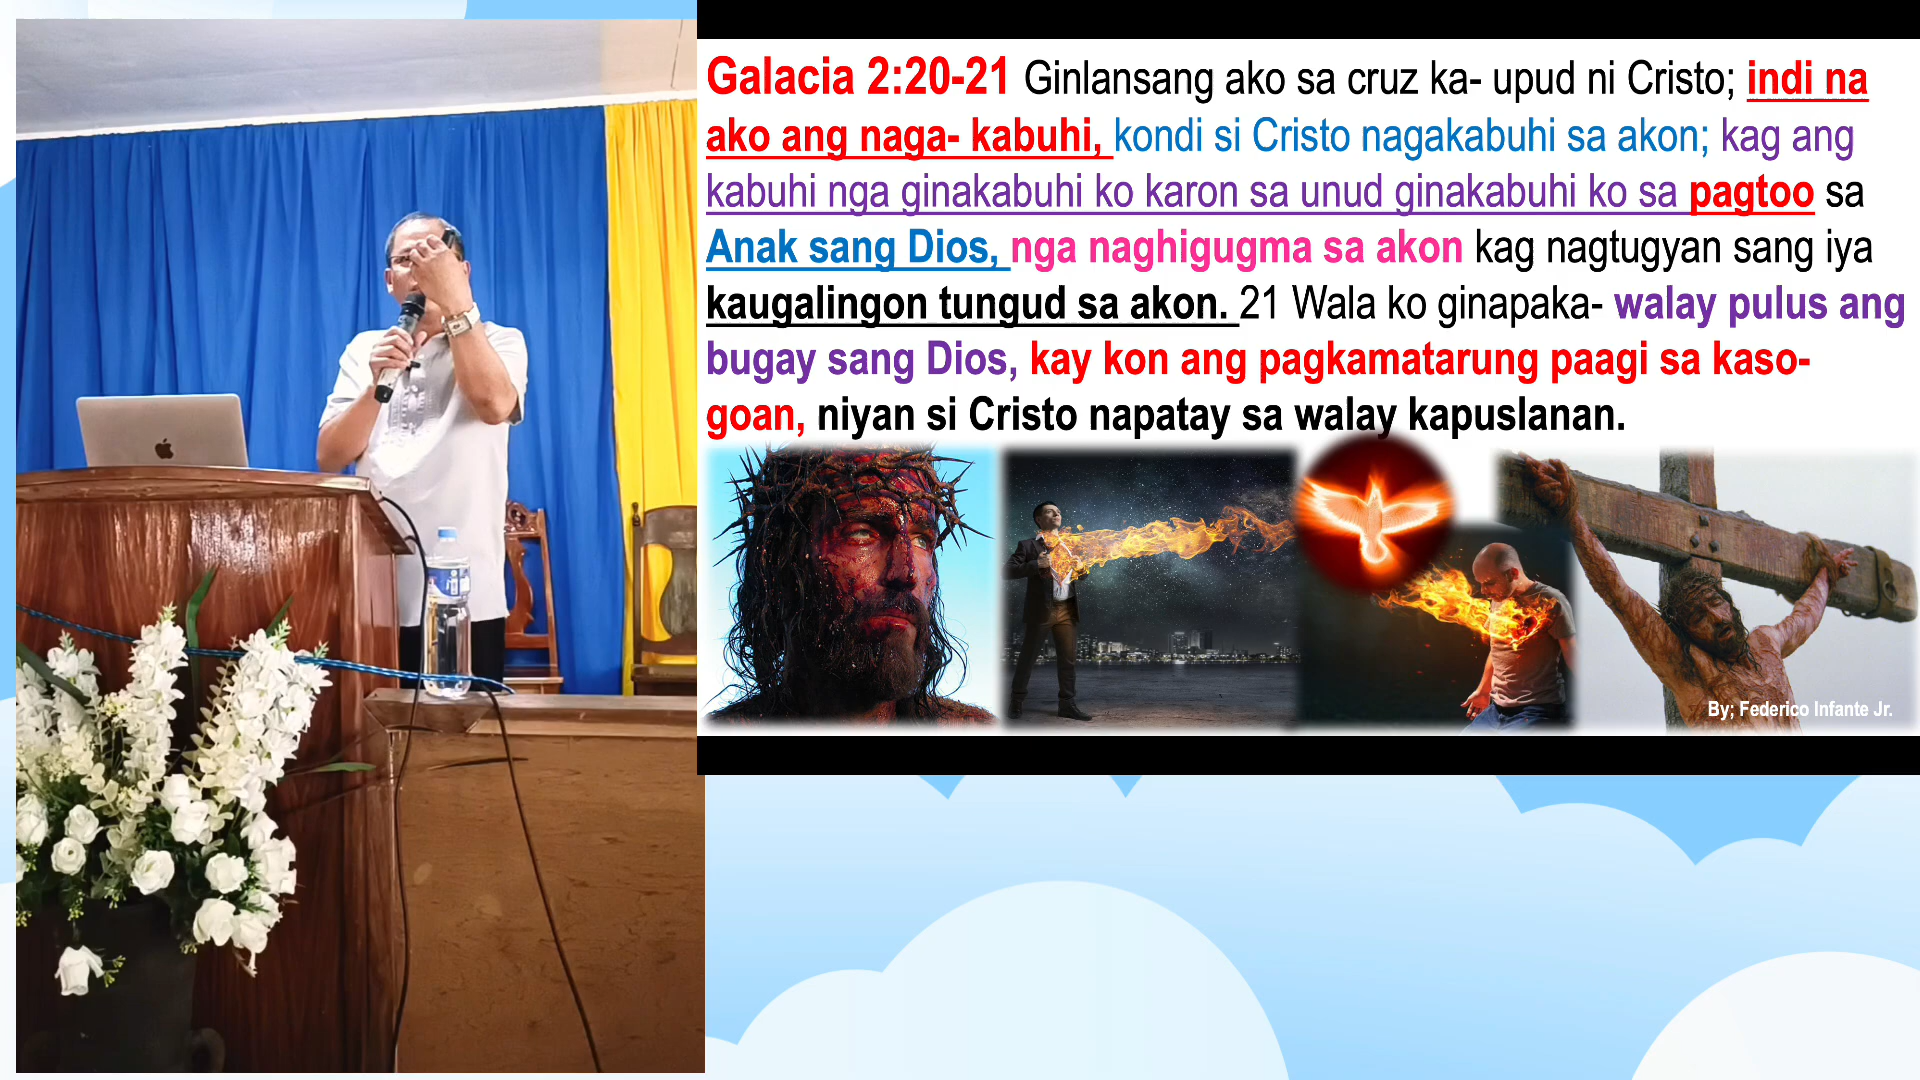 Galacia 2:20-21 Ginlansang ako sa cruz ka- upud ni Cristo; indi na
ako ang naga- kabuhi, kondi si Cristo nagakabuhi sa akon; kag ang
kabuhi nga ginakabuhi ko karon sa unud ginakabuhi ko sa pagtoo sa
Anak sang Dios, nga naghigugma sa akon kag nagtugyan sang iya
kaugalingon tungud sa akon. 21 Wala ko ginapaka- walay pulus ang
bugay sang Dios, kay kon ang pagkamatarung paagi sa kaso-
goan, niyan si Cristo napatay sa walay kapuslanan.
By; Federico Infante Jr.